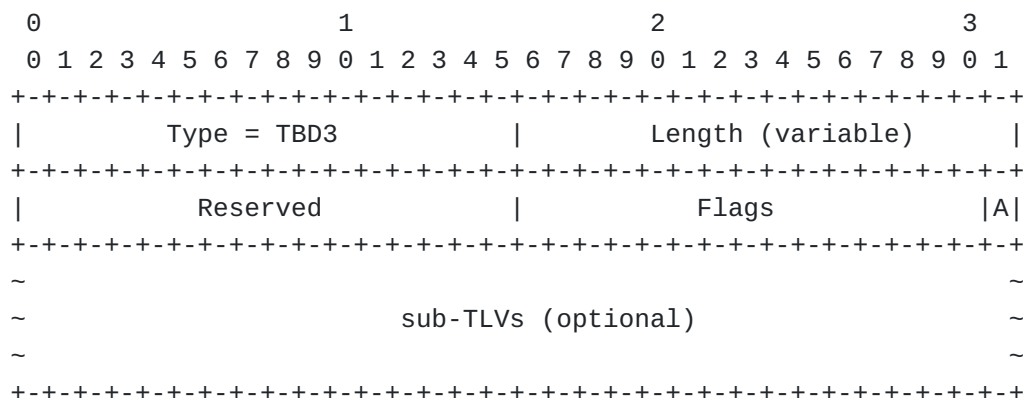 0                   1                   2                   3
 0 1 2 3 4 5 6 7 8 9 0 1 2 3 4 5 6 7 8 9 0 1 2 3 4 5 6 7 8 9 0 1
+-+-+-+-+-+-+-+-+-+-+-+-+-+-+-+-+-+-+-+-+-+-+-+-+-+-+-+-+-+-+-+-+
|         Type = TBD3           |        Length (variable)      |
+-+-+-+-+-+-+-+-+-+-+-+-+-+-+-+-+-+-+-+-+-+-+-+-+-+-+-+-+-+-+-+-+
|           Reserved            |           Flags             |A|
+-+-+-+-+-+-+-+-+-+-+-+-+-+-+-+-+-+-+-+-+-+-+-+-+-+-+-+-+-+-+-+-+
~                                                               ~
~                        sub-TLVs (optional)                    ~
~                                                               ~
+-+-+-+-+-+-+-+-+-+-+-+-+-+-+-+-+-+-+-+-+-+-+-+-+-+-+-+-+-+-+-+-+